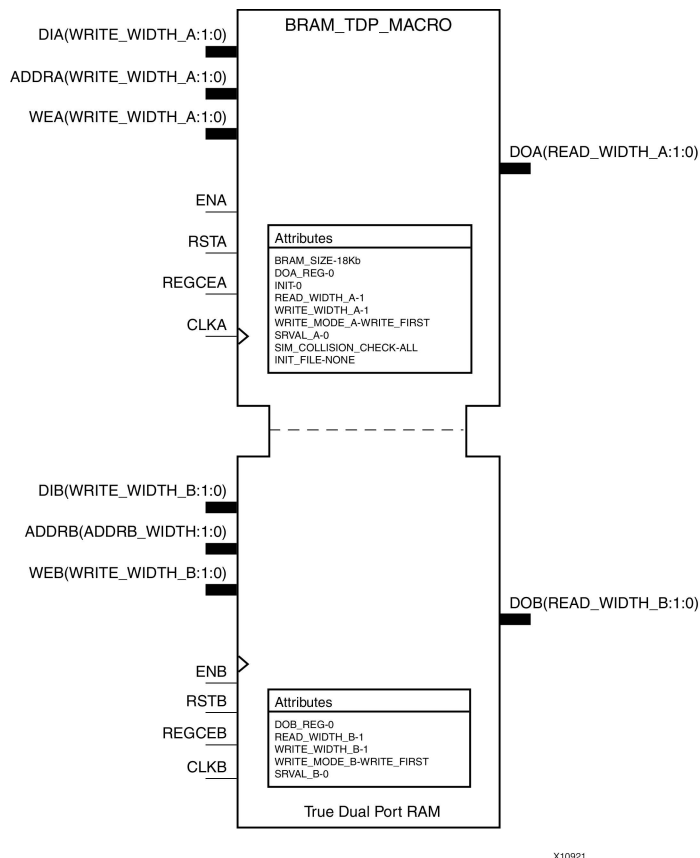 BRAM_TDP_MACRO
DIA(WRITE_WIDTH_A:1:0)
ADDRA(WRITE_WIDTH_A:1:0)
WEA(WRITE_WIDTH_A:1:0)
DOA(READ_WIDTH_A:1:0)
ENA
RSTA
REGCEA
CLKA
Attributes
BRAM_SIZE-18Kb
DOA_REG-0
INIT-0
READ_WIDTH_A-1
WRITE_WIDTH_A-1
WRITE_MODE_A-WRITE_FIRST
SRVAL_A-0
SIM_COLLISION_CHECK-ALL
INIT_FILE-NONE
DIB(WRITE_WIDTH_B:1:0)
ADDRB(ADDRB_WIDTH:1:0)
WEB(WRITE_WIDTH_B:1:0)
DOB(READ_WIDTH_B:1:0)
ENB
RSTB
REGCEB
CLKB
Attributes
DOB_REG-0
READ_WIDTH_B-1
WRITE_WIDTH_B-1
WRITE_MODE_B-WRITE_FIRST
SRVAL_B-0
True Dual Port RAM
X10921